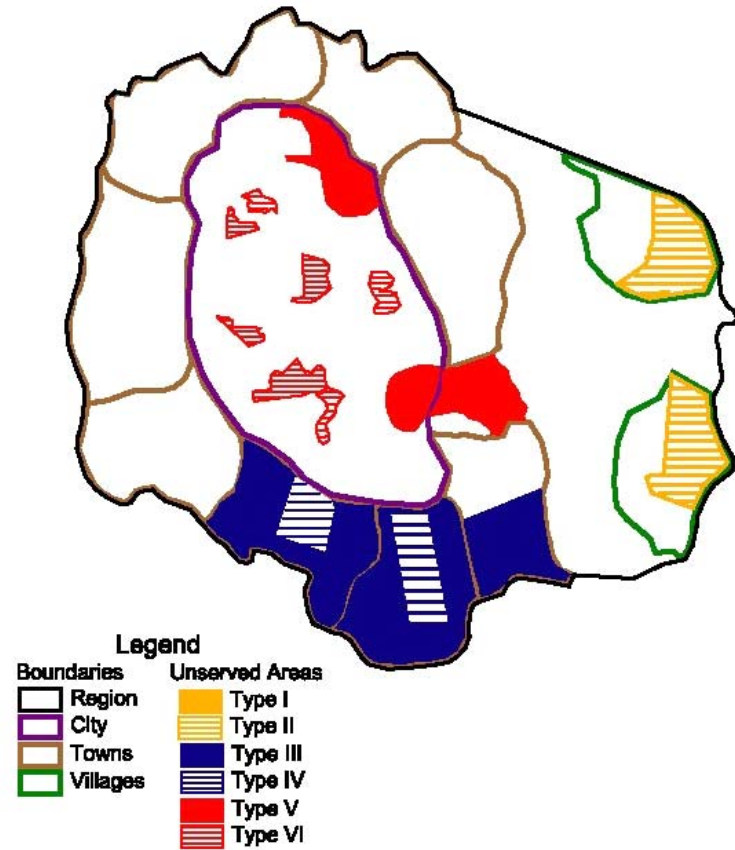 Legend
Boundaries
Region
City
Towns
Villages
Unserved Areas
Type I
Type II
Type III
Type IV
Type V
Type VI